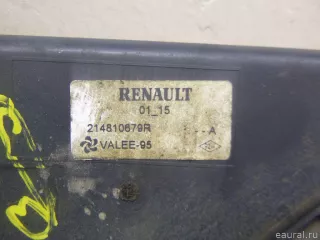 RENAULT
01_15
214810679R - - A
VALEE-95
eaural.ru